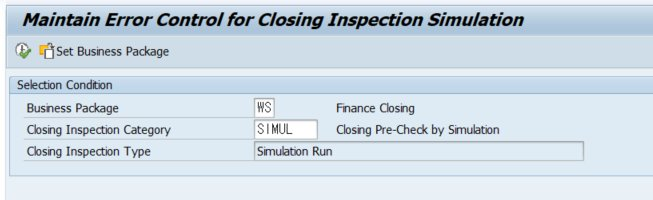 Maintain Error Control for Closing Inspection Simulation
Set Business Package
Selection Condition
Business Package WS Finance Closing
Closing Inspection Category SIMUL Closing Pre-Check by Simulation
Closing Inspection Type Simulation Run